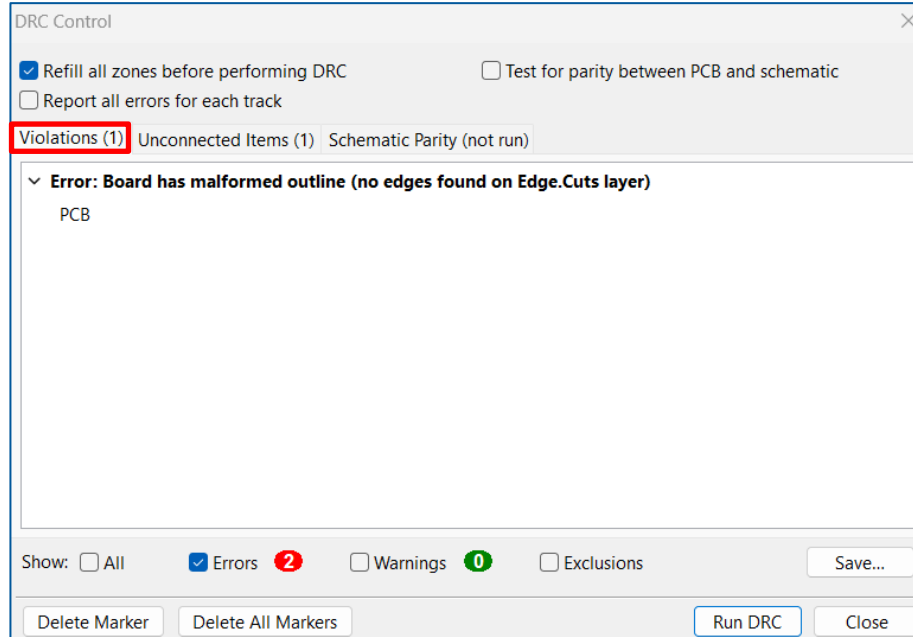 DRC Control
Refill all zones before performing DRC Test for parity between PCB and schematic
Report all errors for each track
Violations (1) Unconnected Items (1) Schematic Parity (not run)
Error: Board has malformed outline (no edges found on Edge.Cuts layer)
PCB
Show: All Errors 2 Warnings 0 Exclusions Save...
Delete Marker Delete All Markers Run DRC Close